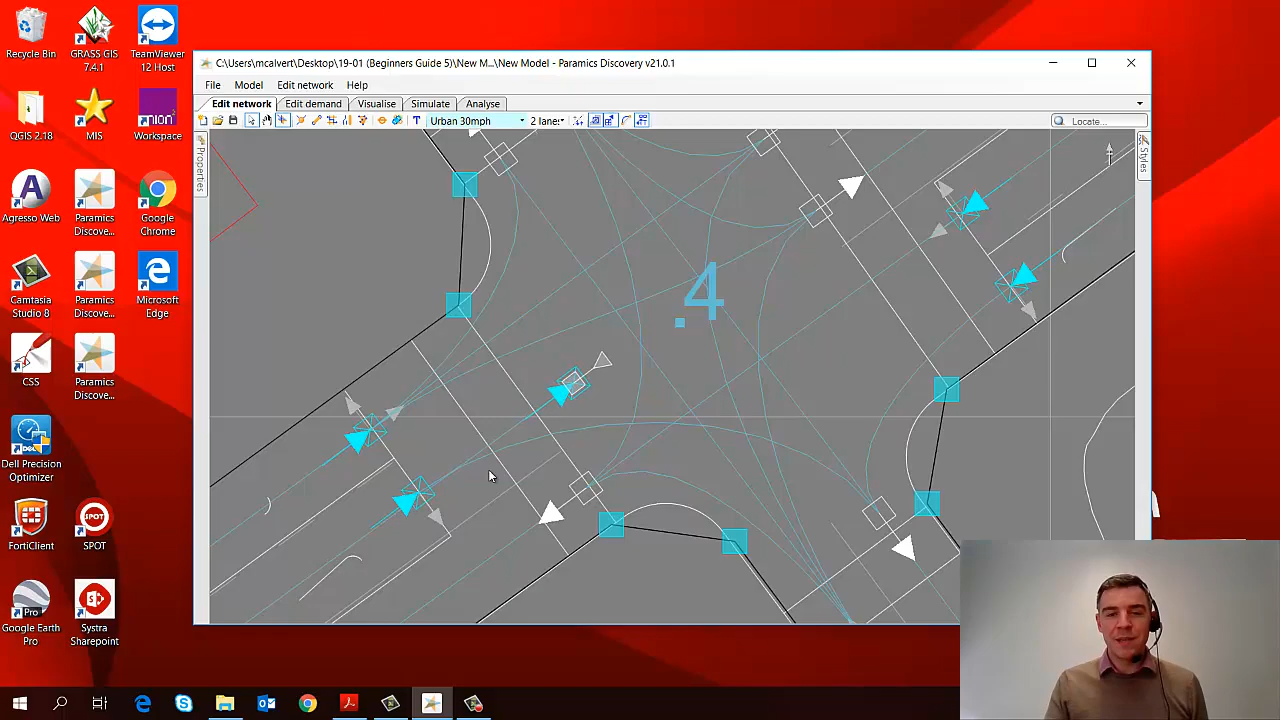 Recycle Bin
GRASS GIS 7.4.1
TeamViewer 12 Host
QGIS 2.18
MIS
Workspace
Agresso Web
Paramics Discove...
Google Chrome
Camtasia Studio 8
Paramics Discove...
Microsoft Edge
CSS
Paramics Discove...
Dell Precision Optimizer
FortiClient
SPOT
Google Earth Pro
Systra Sharepoint
C:\Users\mcalvert\Desktop\19-01 (Beginners Guide 5)\New M...\New Model - Paramics Discovery v21.0.1
File Model Edit network Help
Edit network Edit demand Visualise Simulate Analyse
Urban 30mph 2 lane: Locate...
Properties
Styles
.4